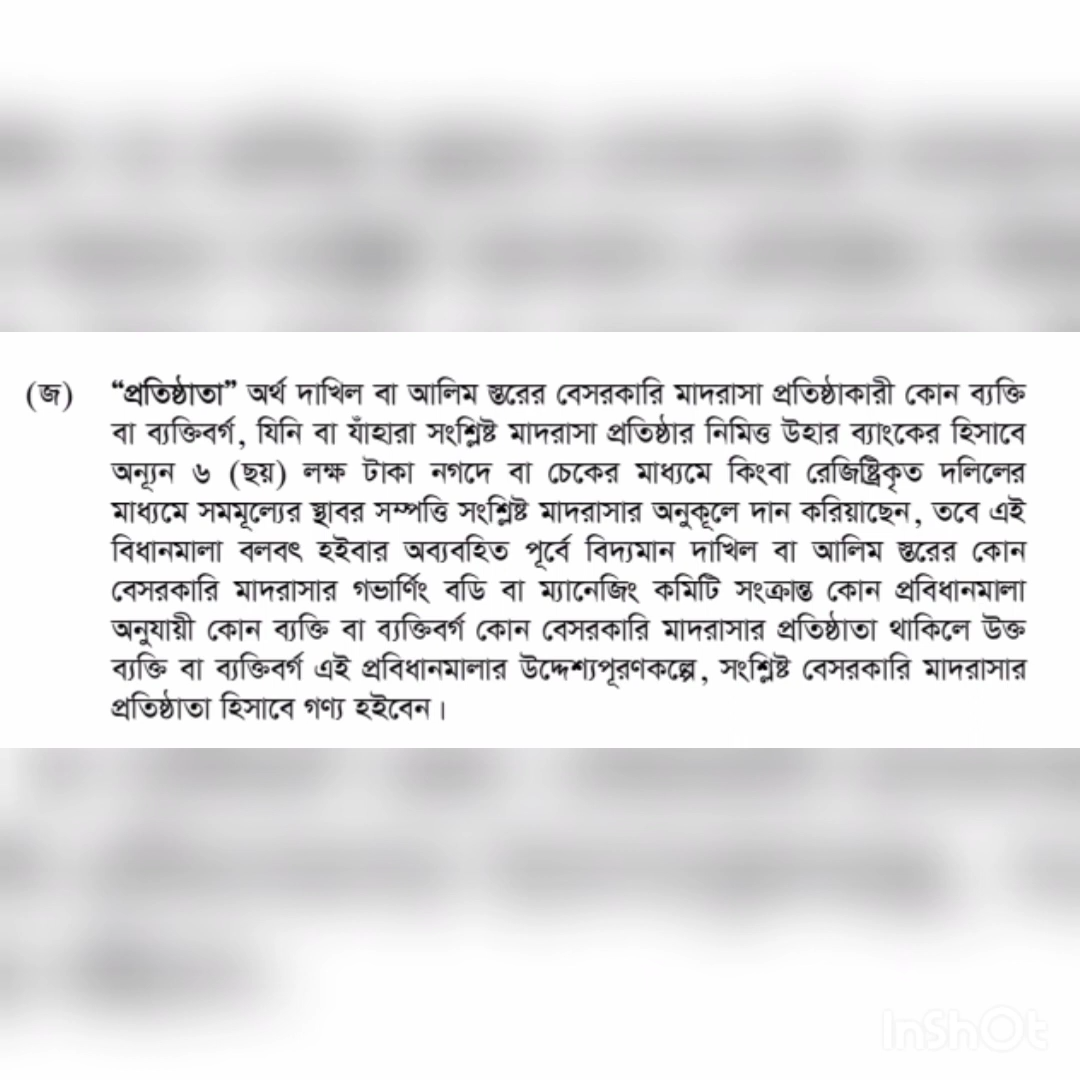 (জ) “প্রতিষ্ঠাতা” অর্থ দাখিল বা আলিম স্তরের বেসরকারি মাদরাসা প্রতিষ্ঠাকারী কোন ব্যক্তি
বা ব্যক্তিবর্গ, যিনি বা যাঁহারা সংশ্লিষ্ট মাদরাসা প্রতিষ্ঠার নিমিত্ত উহার ব্যাংকের হিসাবে
অন্যূন ৬ (ছয়) লক্ষ টাকা নগদে বা চেকের মাধ্যমে কিংবা রেজিষ্ট্রিকৃত দলিলের
মাধ্যমে সমমূল্যের স্থাবর সম্পত্তি সংশ্লিষ্ট মাদরাসার অনুকূলে দান করিয়াছেন, তবে এই
বিধানমালা বলবৎ হইবার অব্যবহিত পূর্বে বিদ্যমান দাখিল বা আলিম স্তরের কোন
বেসরকারি মাদরাসার গভার্ণিং বডি বা ম্যানেজিং কমিটি সংক্রান্ত কোন প্রবিধানমালা
অনুযায়ী কোন ব্যক্তি বা ব্যক্তিবর্গ কোন বেসরকারি মাদরাসার প্রতিষ্ঠাতা থাকিলে উক্ত
ব্যক্তি বা ব্যক্তিবর্গ এই প্রবিধানমালার উদ্দেশ্যপূরণকল্পে, সংশ্লিষ্ট বেসরকারি মাদরাসার
প্রতিষ্ঠাতা হিসাবে গণ্য হইবেন।
InShOt